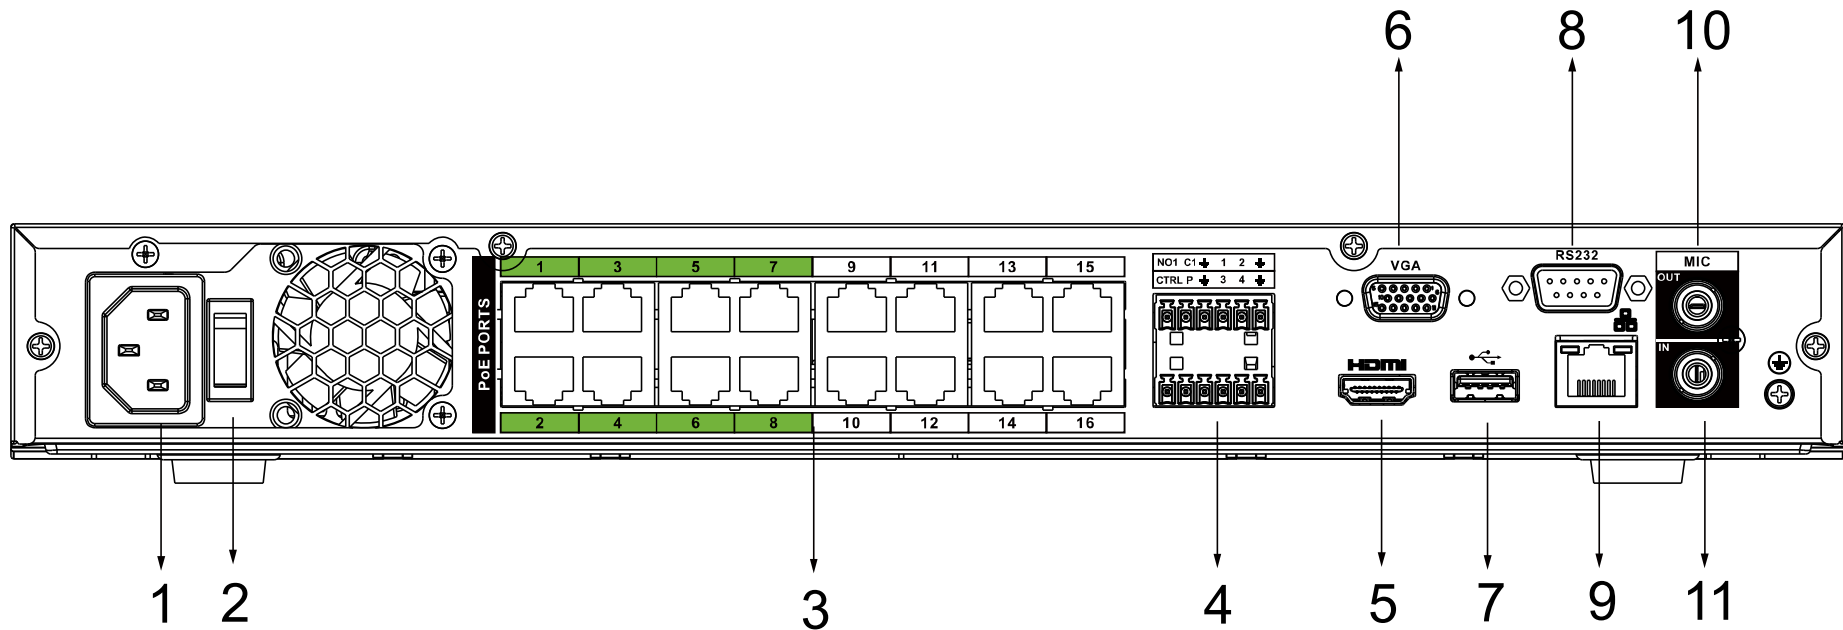 6 8 10
1 3 5 7 9 11 13 15
PoE PORTS
2 4 6 8 10 12 14 16
NO1 C1 ⏚ 1 2 ⏚
CTRL P ⏚ 3 4 ⏚
VGA
HDMI
RS232
MIC
OUT
IN
1 2 3 4 5 7 9 11